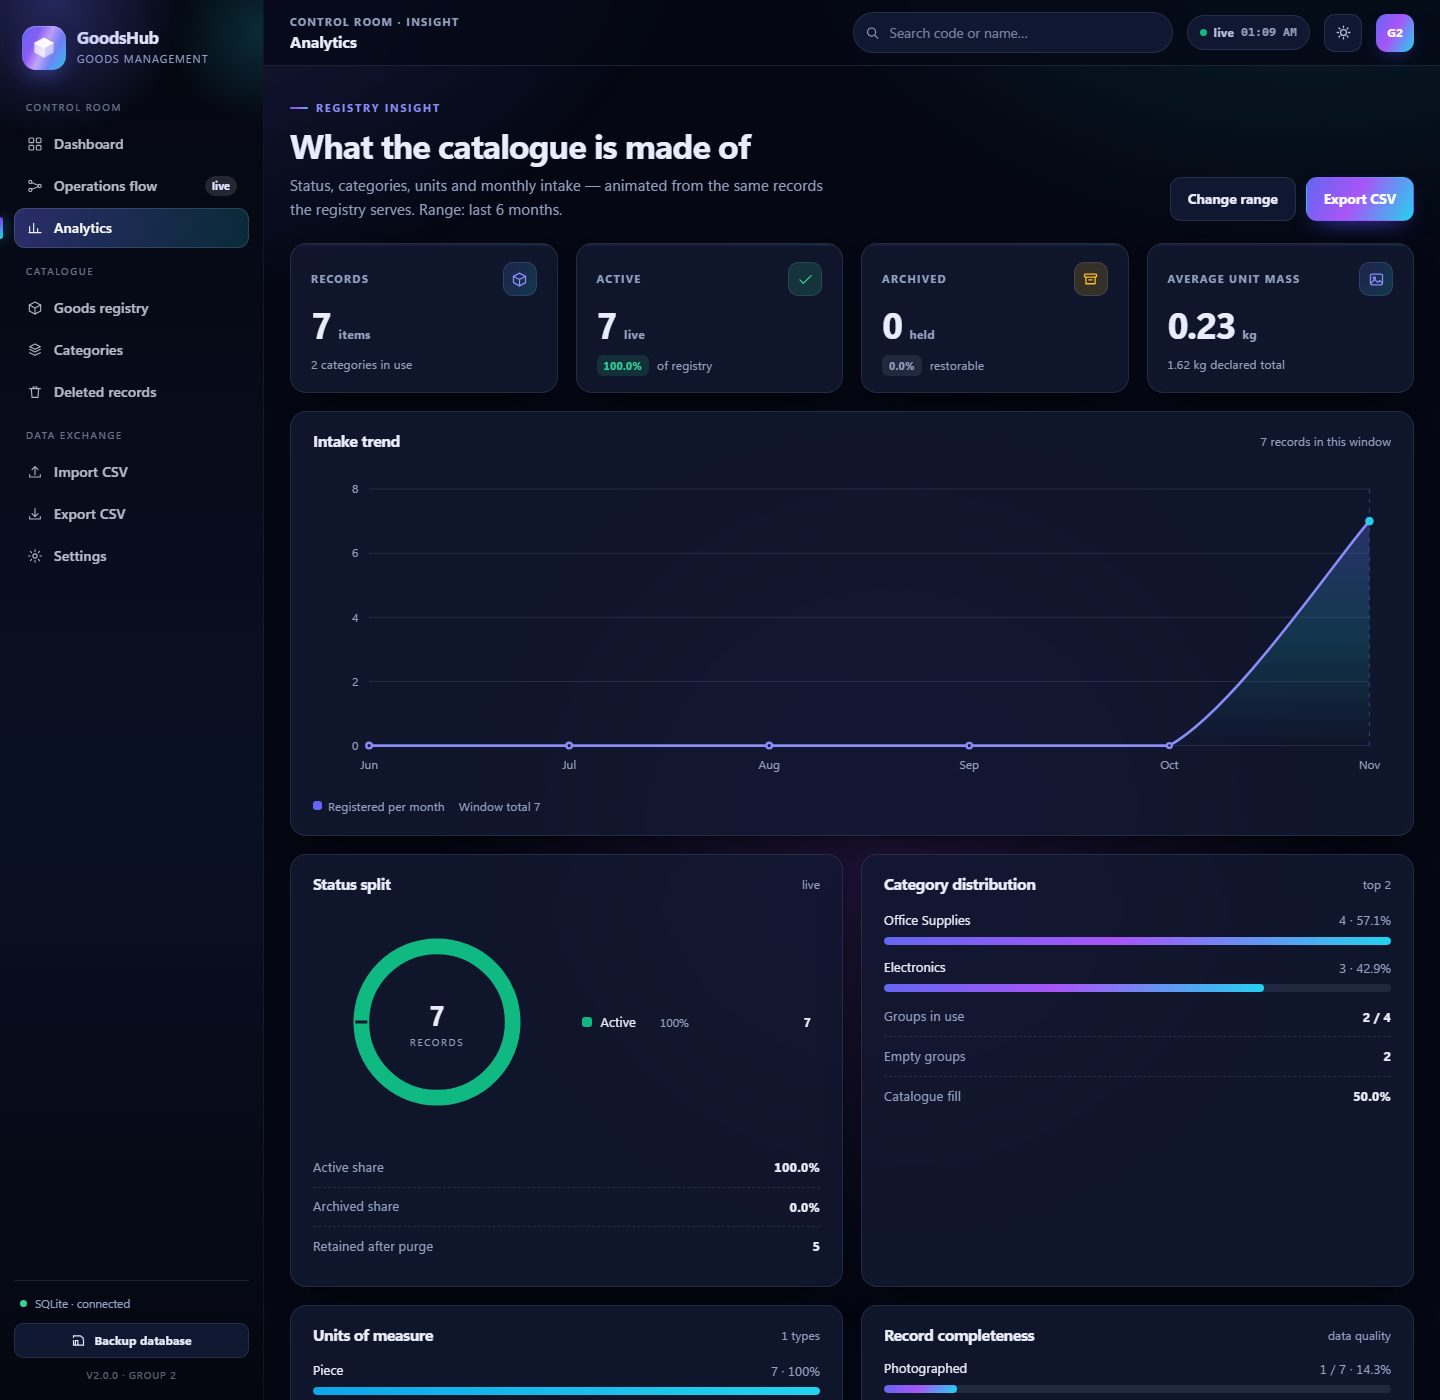 GoodsHub
GOODS MANAGEMENT
CONTROL ROOM
Dashboard
Operations flow live
Analytics
CATALOGUE
Goods registry
Categories
Deleted records
DATA EXCHANGE
Import CSV
Export CSV
Settings
SQLite · connected
Backup database
V2.0.0 · GROUP 2
CONTROL ROOM · INSIGHT
Analytics
Search code or name...
live 01:09 AM
G2
REGISTRY INSIGHT
What the catalogue is made of
Status, categories, units and monthly intake — animated from the same records
the registry serves. Range: last 6 months.
Change range
Export CSV
RECORDS
7 items
2 categories in use
ACTIVE
7 live
100.0% of registry
ARCHIVED
0 held
0.0% restorable
AVERAGE UNIT MASS
0.23 kg
1.62 kg declared total
Intake trend
7 records in this window
8
6
4
2
0
Jun Jul Aug Sep Oct Nov
Registered per month Window total 7
Status split
live
7
RECORDS
Active 100% 7
Active share 100.0%
Archived share 0.0%
Retained after purge 5
Category distribution
top 2
Office Supplies 4 · 57.1%
Electronics 3 · 42.9%
Groups in use 2 / 4
Empty groups 2
Catalogue fill 50.0%
Units of measure
1 types
Piece 7 · 100%
Record completeness
data quality
Photographed 1 / 7 · 14.3%